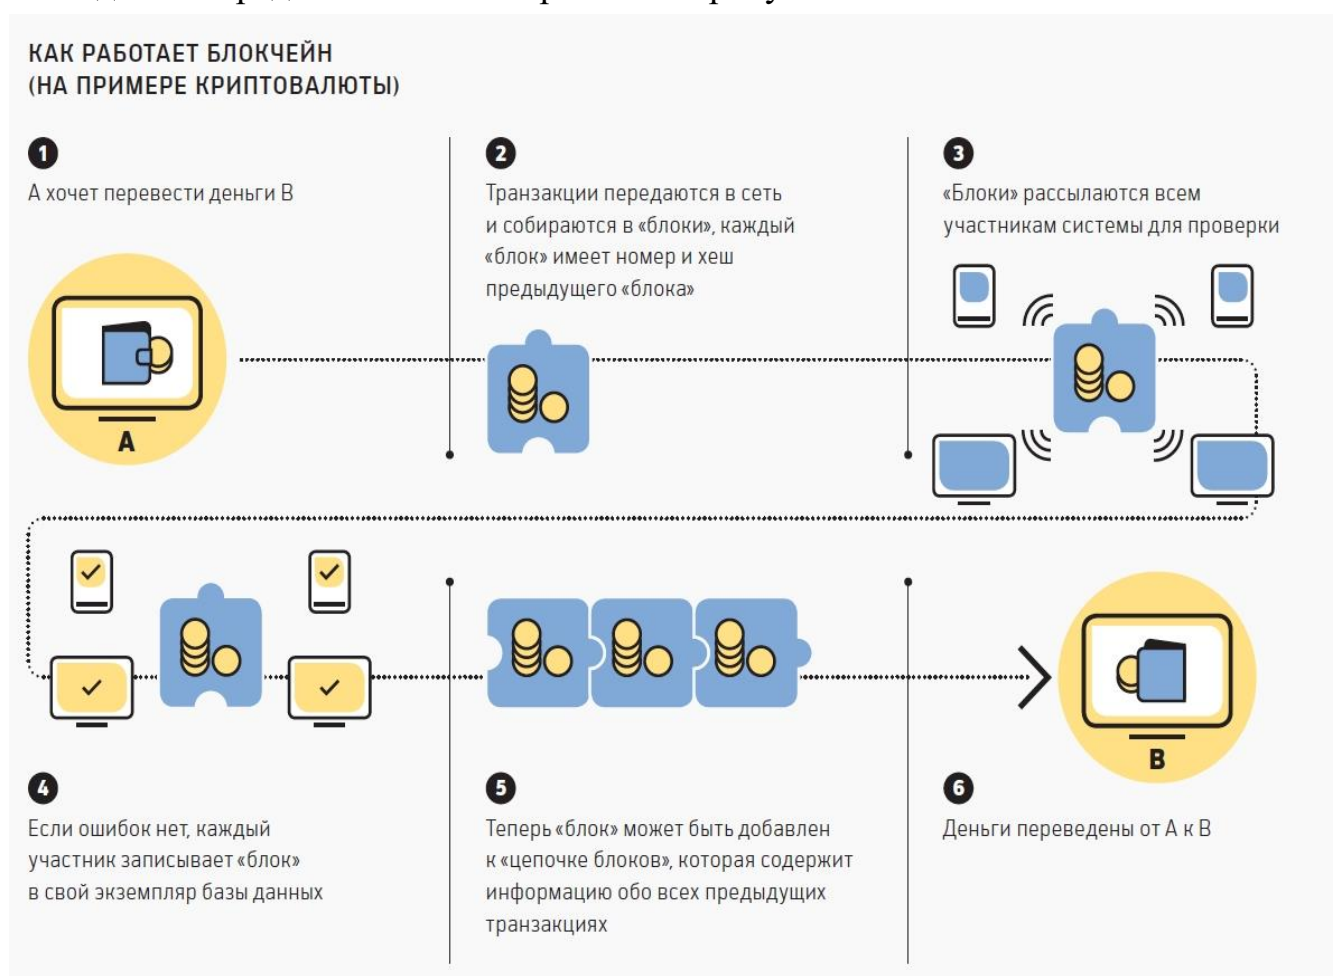 КАК РАБОТАЕТ БЛОКЧЕЙН
(НА ПРИМЕРЕ КРИПТОВАЛЮТЫ)
1
А хочет перевести деньги В
2
Транзакции передаются в сеть
и собираются в «блоки», каждый
«блок» имеет номер и хеш
предыдущего «блока»
3
«Блоки» рассылаются всем
участникам системы для проверки
А
В
4
Если ошибок нет, каждый
участник записывает «блок»
в свой экземпляр базы данных
5
Теперь «блок» может быть добавлен
к «цепочке блоков», которая содержит
информацию обо всех предыдущих
транзакциях
6
Деньги переведены от А к В